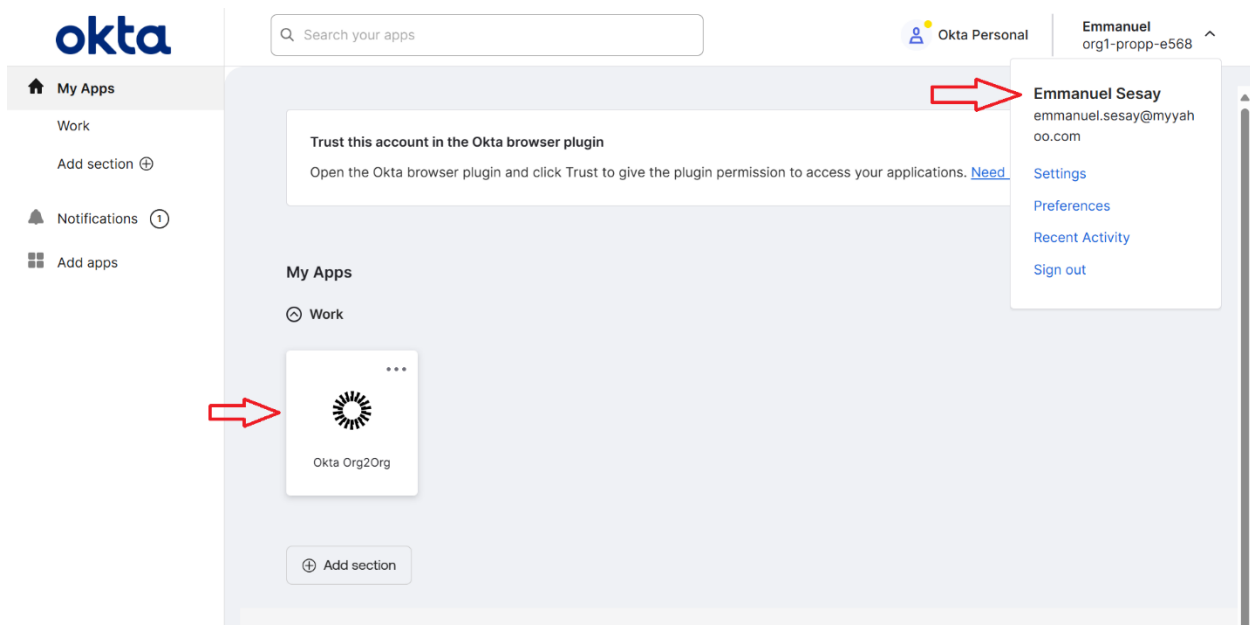 okta
Search your apps
Okta Personal
Emmanuel
org1-propp-e568
My Apps
Work
Add section
Notifications 1
Add apps
Trust this account in the Okta browser plugin
Open the Okta browser plugin and click Trust to give the plugin permission to access your applications. Need
Emmanuel Sesay
emmanuel.sesay@myyah
oo.com
Settings
Preferences
Recent Activity
Sign out
My Apps
Work
Okta Org2Org
Add section